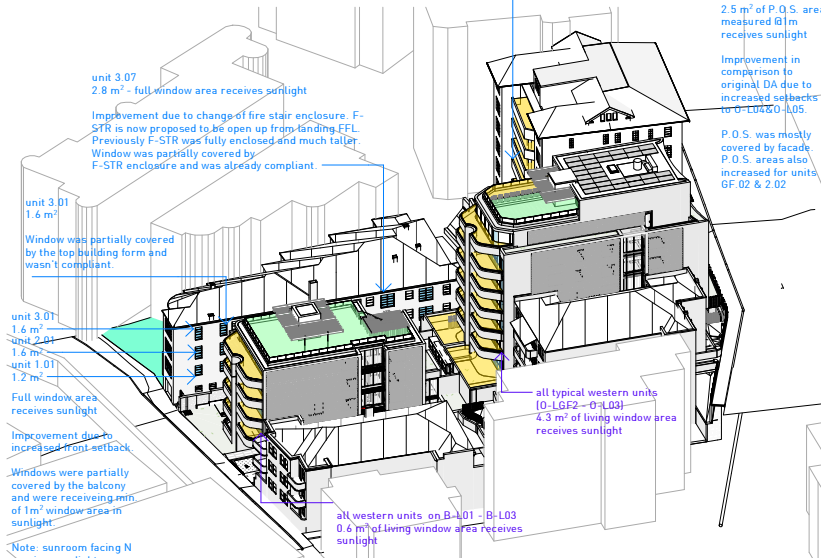 unit 3.07
2.8 m² - full window area receives sunlight
Improvement due to change of fire stair enclosure. F-
STR is now proposed to be open up from landing FFL.
Previously F-STR was fully enclosed and much taller.
Window was partially covered by
F-STR enclosure and was already compliant.
unit 3.01
1.6 m²
Window was partially covered
by the top building form and
wasn't compliant.
unit 3.01
1.6 m²
unit 2.01
1.6 m²
unit 1.01
1.2 m²
Full window area
receives sunlight
Improvement due to
increased front setback.
Windows were partially
covered by the balcony
and were receiveing min.
of 1m² window area in
sunlight.
Note: sunroom facing N
2.5 m² of P.O.S. area
measured @1m
receives sunlight
Improvement in
comparison to
original DA due to
increased setbacks
to O-L04&O-L05.
P.O.S. was mostly
covered by facade.
P.O.S. areas also
increased for units
GF.02 & 2.02
all typical western units
(O-LGF2 - O-L03)
4.3 m² of living window area
receives sunlight
all western units on B-L01 - B-L03
0.6 m² of living window area receives
sunlight